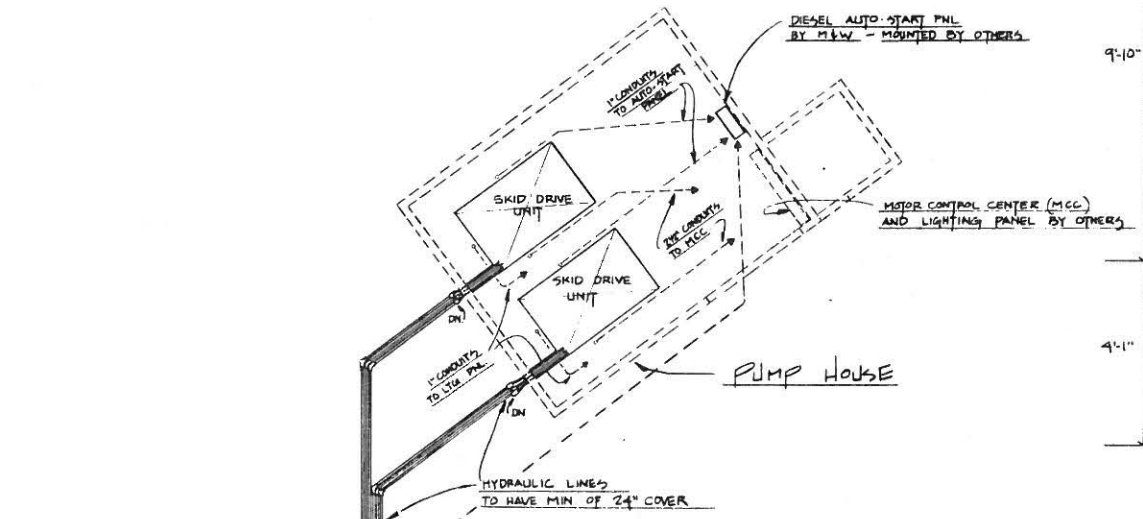 DIESEL AUTO-START PNL
BY M&W - MOUNTED BY OTHERS
9'-10"
1" CONDUITS
TO AUTO-START
PANEL
SKID DRIVE
UNIT
MOTOR CONTROL CENTER (MCC)
AND LIGHTING PANEL BY OTHERS
CONDUITS
TO MCC
SKID DRIVE
UNIT
DN
4'-1"
1" CONDUITS
TO LTG PNL.
PUMP HOUSE
DN
HYDRAULIC LINES
TO HAVE MIN OF 24" COVER